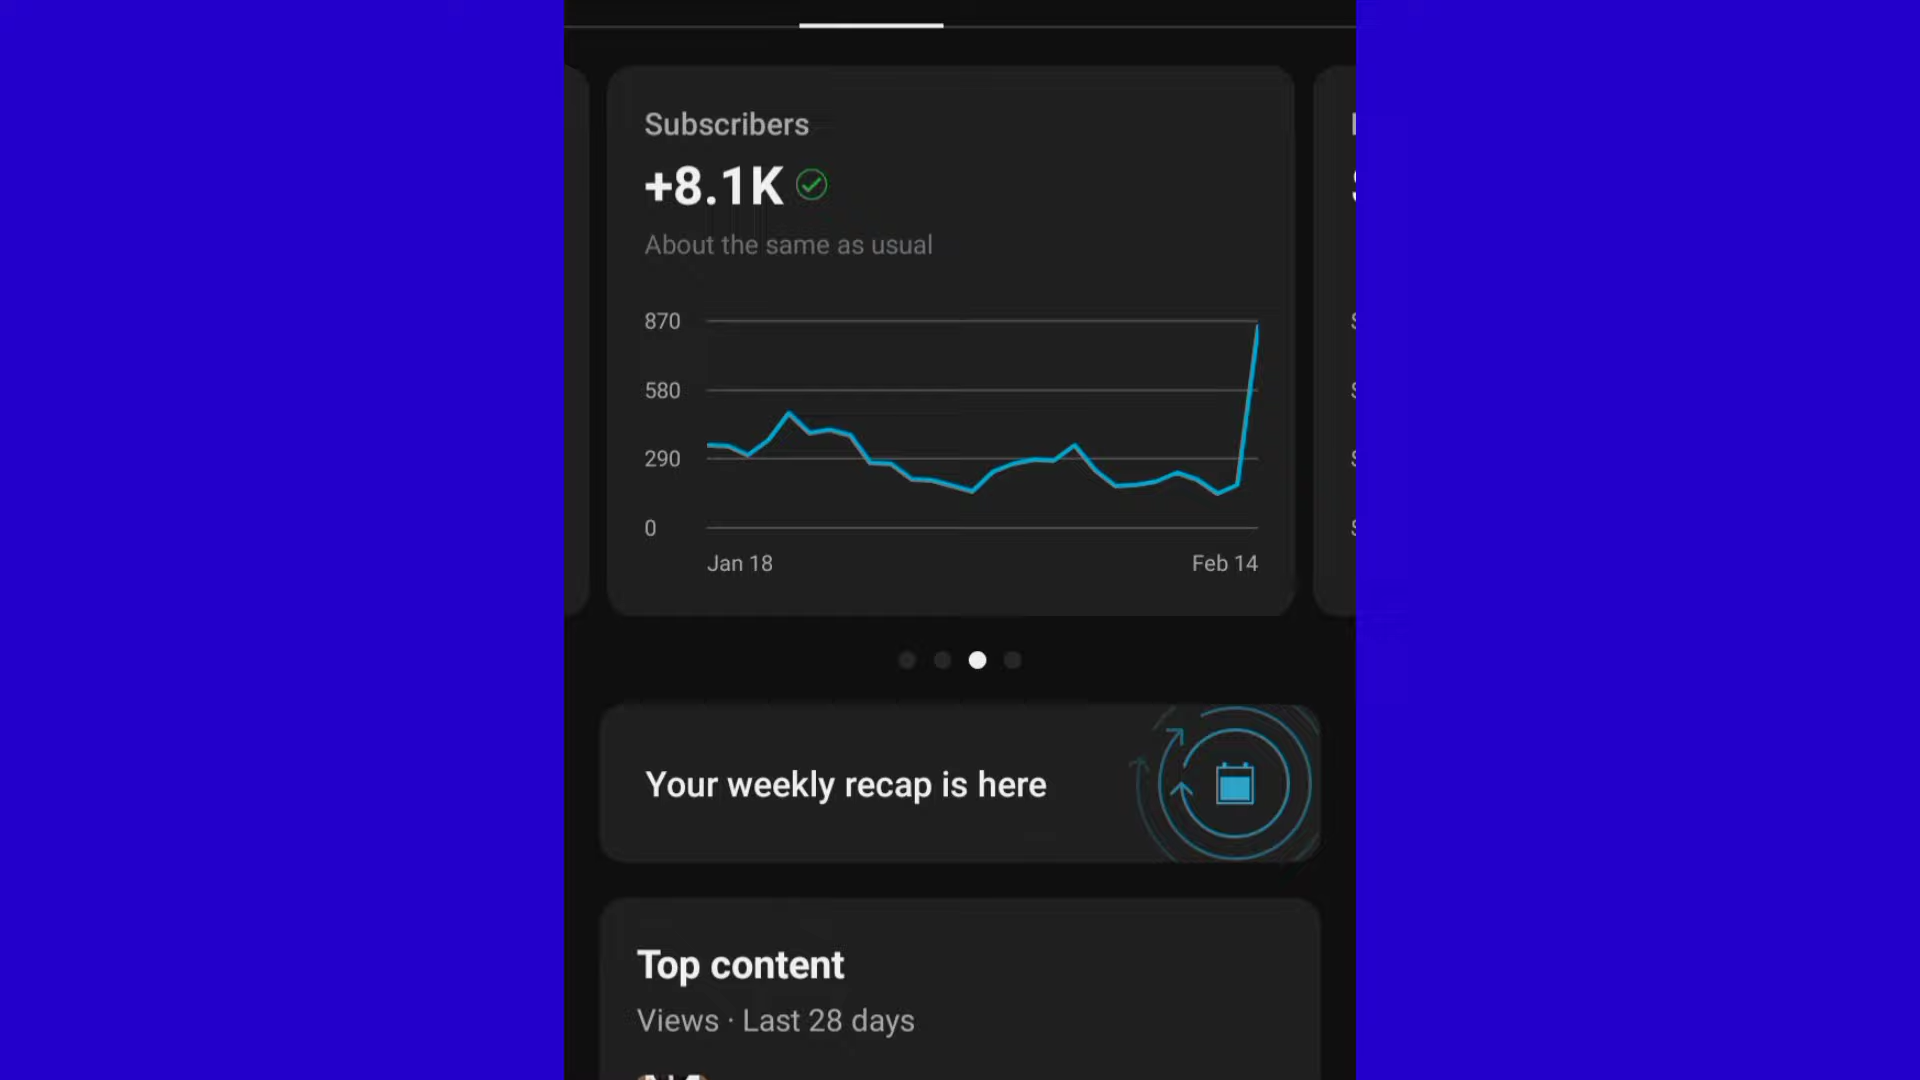 Subscribers
+8.1K
About the same as usual
870
580
290
0
Jan 18
Feb 14
Your weekly recap is here
Top content
Views · Last 28 days